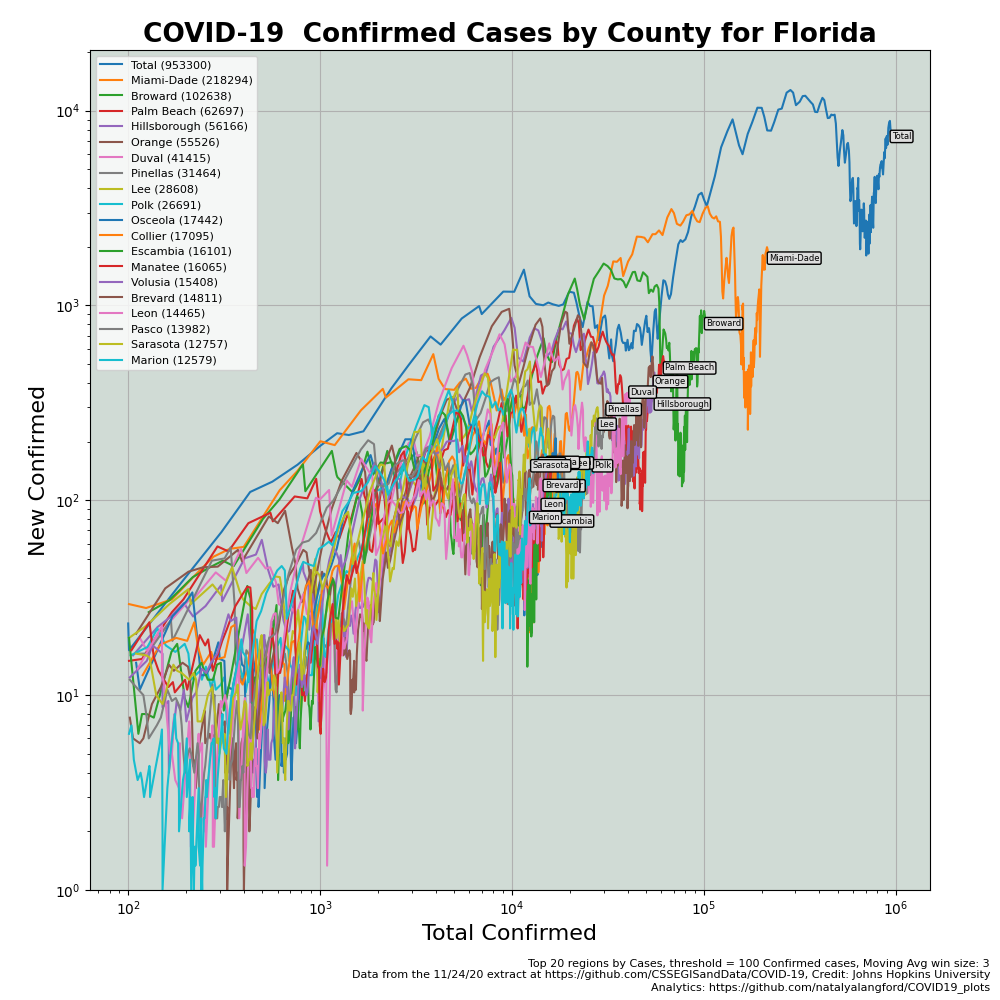 COVID-19  Confirmed Cases by County for Florida
Total (953300)
Miami-Dade (218294)
Broward (102638)
Palm Beach (62697)
Hillsborough (56166)
Orange (55526)
Duval (41415)
Pinellas (31464)
Lee (28608)
Polk (26691)
Osceola (17442)
Collier (17095)
Escambia (16101)
Manatee (16065)
Volusia (15408)
Brevard (14811)
Leon (14465)
Pasco (13982)
Sarasota (12757)
Marion (12579)
10⁴
10³
10²
10¹
10⁰
New Confirmed
Total
Miami-Dade
Broward
Palm Beach
Orange
Duval
Hillsborough
Pinellas
Lee
Sarasota
Polk
Brevard
Leon
Marion
cambia
10² 10³ 10⁴ 10⁵ 10⁶
Total Confirmed
Top 20 regions by Cases, threshold = 100 Confirmed cases, Moving Avg win size: 3
Data from the 11/24/20 extract at https://github.com/CSSEGISandData/COVID-19, Credit: Johns Hopkins University
Analytics: https://github.com/natalyalangford/COVID19_plots